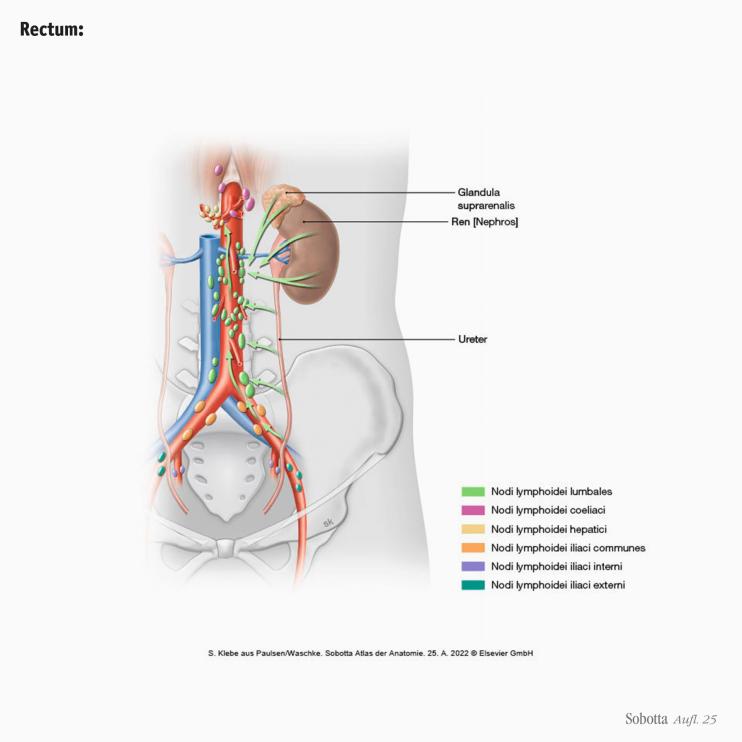 Rectum:
Glandula
suprarenalis
Ren [Nephros]
Ureter
sk
Nodi lymphoidei lumbales
Nodi lymphoidei coeliaci
Nodi lymphoidei hepatici
Nodi lymphoidei iliaci communes
Nodi lymphoidei iliaci interni
Nodi lymphoidei iliaci externi
S. Klebe aus Paulsen/Waschke. Sobotta Atlas der Anatomie. 25. A. 2022 © Elsevier GmbH
Sobotta Aufl. 25